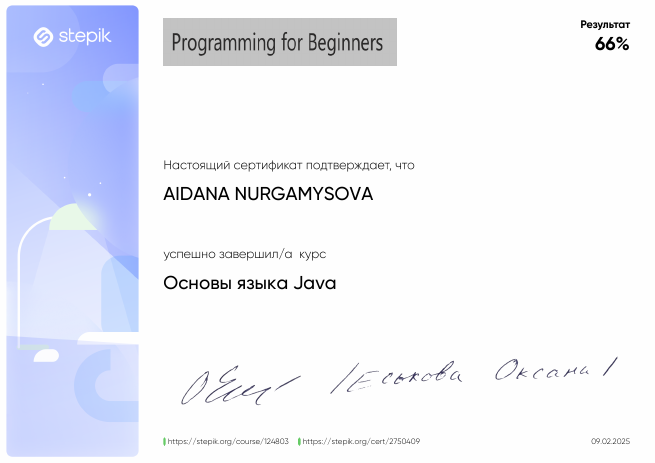 stepik
Programming for Beginners
Результат
66%
Настоящий сертификат подтверждает, что
AIDANA NURGAMYSOVA
успешно завершил/а курс
Основы языка Java
Оксана
https://stepik.org/course/124803 https://stepik.org/cert/2750409
09.02.2025